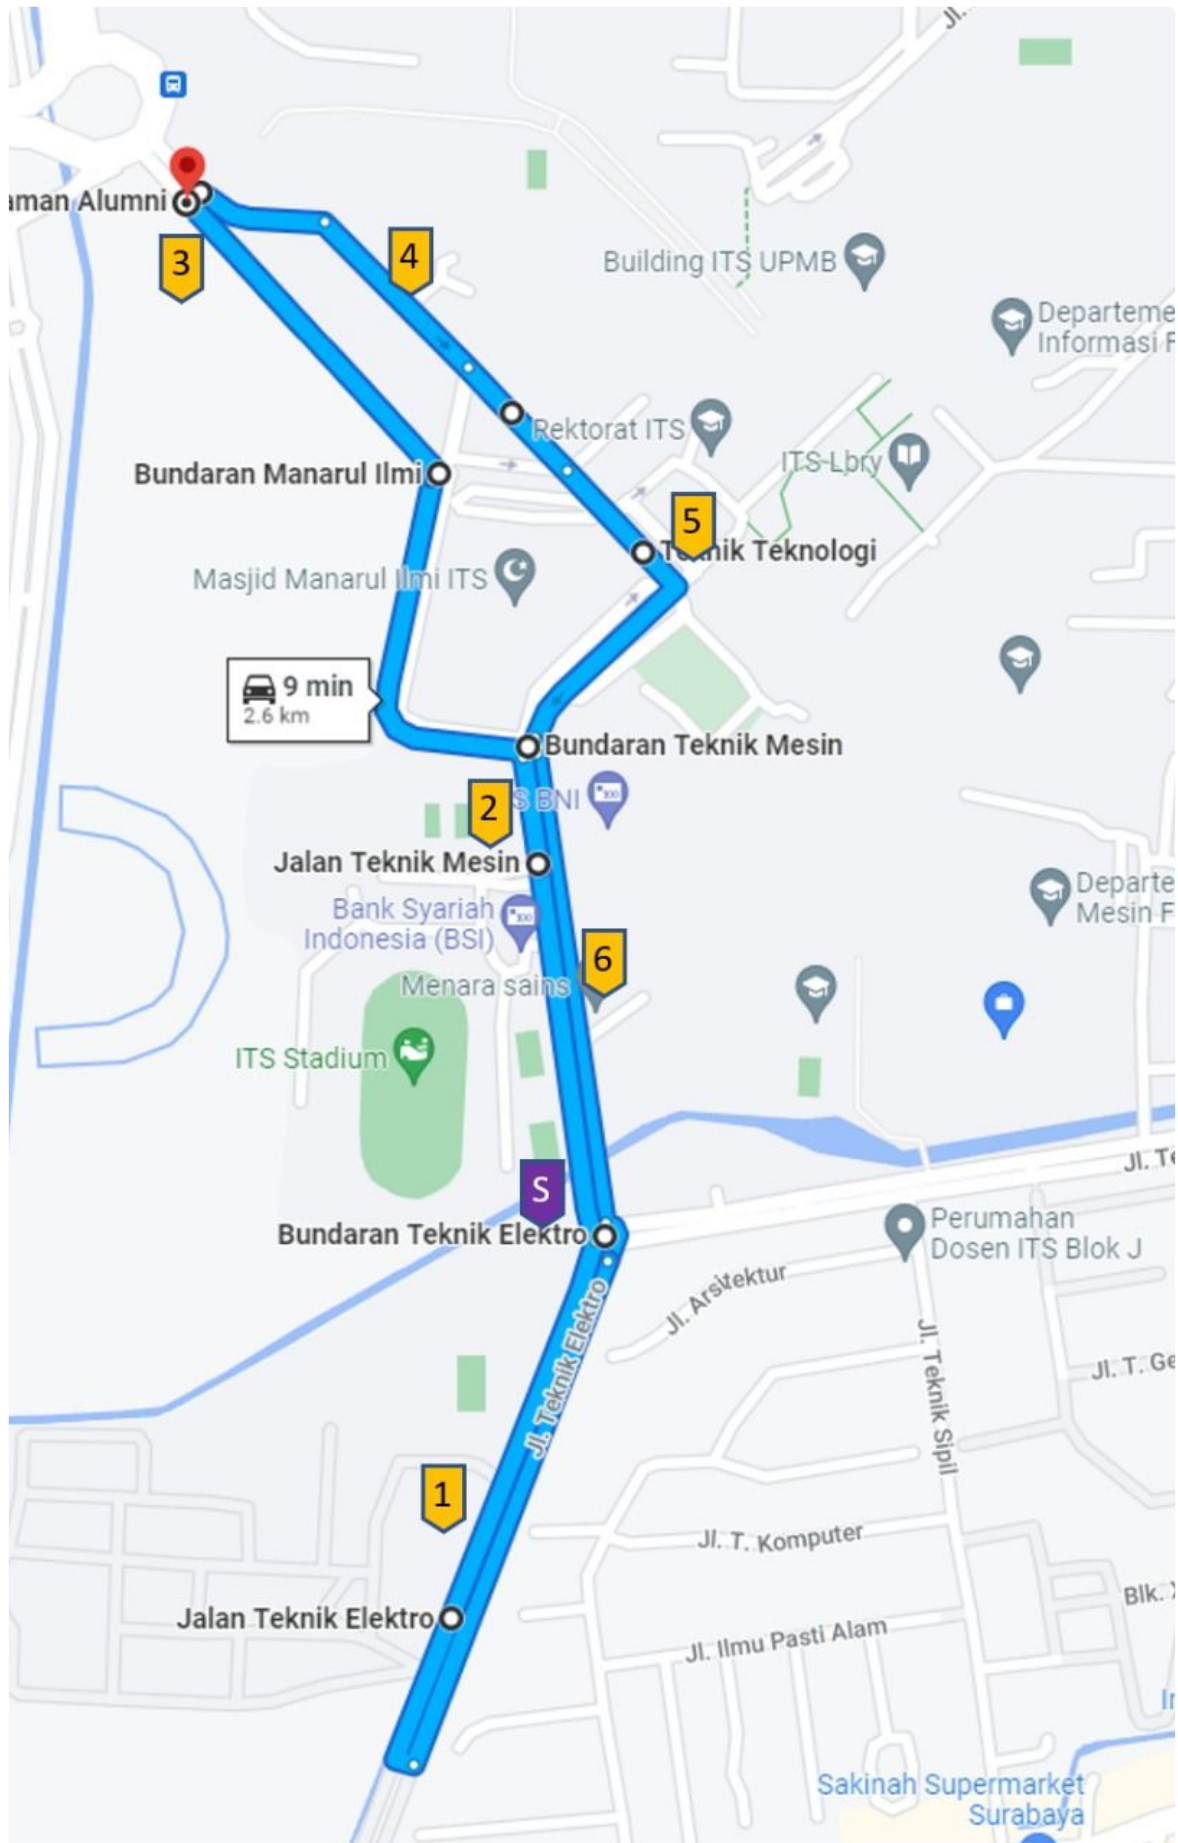 Jl.
aman Alumni
3
4
Building ITS UPMB
Departeme
Informasi F
Rektorat ITS
ITS Lbry
Bundaran Manarul Ilmi
5
Teknik Teknologi
Masjid Manarul Ilmi ITS
9 min
2.6 km
Bundaran Teknik Mesin
2
S BNI
Jalan Teknik Mesin
Departe
Mesin F
Bank Syariah
Indonesia (BSI)
6
Menara sains
ITS Stadium
Jl. Te
S
Bundaran Teknik Elektro
Perumahan
Dosen ITS Blok J
Jl. Arsitektur
Jl. Teknik Elektro
Jl. Teknik Sipil
Jl. T. Ge
1
Jl. T. Komputer
Blk.
Jalan Teknik Elektro
Jl. Ilmu Pasti Alam
Sakinah Supermarket
Surabaya